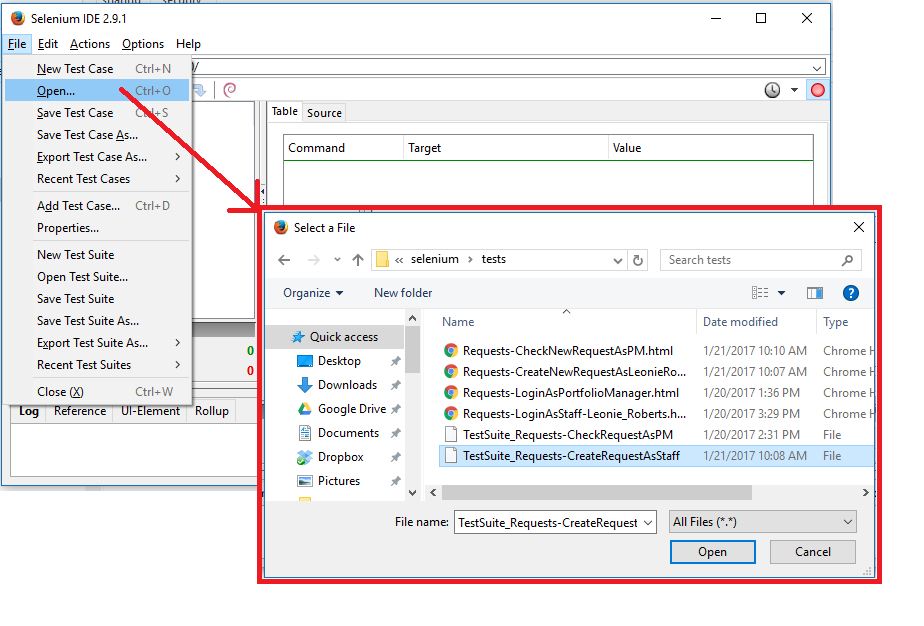 Selenium IDE 2.9.1
File Edit Actions Options Help
New Test Case Ctrl+N
Open... Ctrl+O
Save Test Case Ctrl+S
Save Test Case As...
Export Test Case As...
Recent Test Cases
Add Test Case... Ctrl+D
Properties...
New Test Suite
Open Test Suite...
Save Test Suite
Save Test Suite As...
Export Test Suite As...
Recent Test Suites
Close (X) Ctrl+W
/
Table Source
Command Target Value
0
0
Log Reference UI-Element Rollup
Select a File
« selenium › tests
Search tests
Organize New folder
Name Date modified Type
Quick access
Desktop
Downloads
Google Drive
Documents
Dropbox
Pictures
Requests-CheckNewRequestAsPM.html 1/21/2017 10:10 AM Chrome H
Requests-CreateNewRequestAsLeonieRo... 1/21/2017 10:07 AM Chrome H
Requests-LoginAsPortfolioManager.html 1/20/2017 1:36 PM Chrome H
Requests-LoginAsStaff-Leonie_Roberts.h... 1/20/2017 3:29 PM Chrome H
TestSuite_Requests-CheckRequestAsPM 1/20/2017 2:31 PM File
TestSuite_Requests-CreateRequestAsStaff 1/21/2017 10:08 AM File
File name: TestSuite_Requests-CreateRequest All Files (*.*)
Open Cancel